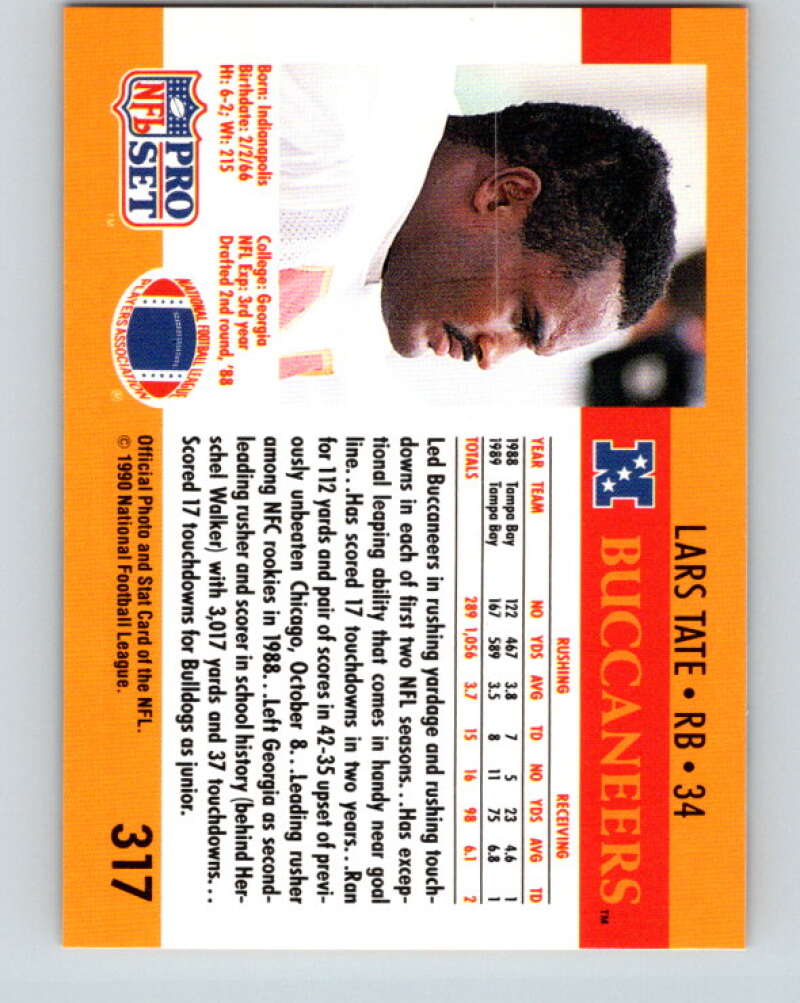 LARS TATE • RB • 34
BUCCANEERS™
Born: Indianapolis
Birthdate: 2/2/66
Ht: 6-2; Wt: 215
College: Georgia
NFL Exp: 3rd year
Drafted 2nd round, '88
RUSHING RECEIVING
YEAR TEAM NO YDS AVG TD NO YDS AVG TD
1988 Tampa Bay 122 467 3.8 7 5 23 4.6 1
1989 Tampa Bay 167 589 3.5 8 11 75 6.8 1
TOTALS 289 1,056 3.7 15 16 98 6.1 2
Led Buccaneers in rushing yardage and rushing touch-
downs in each of first two NFL seasons...Has excep-
tional leaping ability that comes in handy near goal
line...Has scored 17 touchdowns in two years...Ran
for 112 yards and pair of scores in 42-35 upset of previ-
ously unbeaten Chicago, October 8...Leading rusher
among NFC rookies in 1988...Left Georgia as second-
leading rusher and scorer in school history (behind Her-
schel Walker) with 3,017 yards and 37 touchdowns...
Scored 17 touchdowns for Bulldogs as junior.
NFL PRO SET ™
NATIONAL FOOTBALL LEAGUE
PLAYERS ASSOCIATION ®
Official Photo and Stat Card of the NFL.
© 1990 National Football League.
317